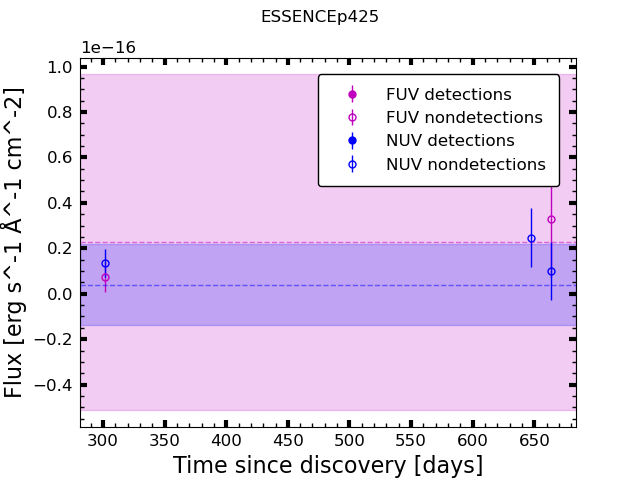 ESSENCEp425
1e−16
1.0
0.8
0.6
0.4
0.2
0.0
−0.2
−0.4
Flux [erg s^-1 Å^-1 cm^-2]
FUV detections
FUV nondetections
NUV detections
NUV nondetections
300 350 400 450 500 550 600 650
Time since discovery [days]